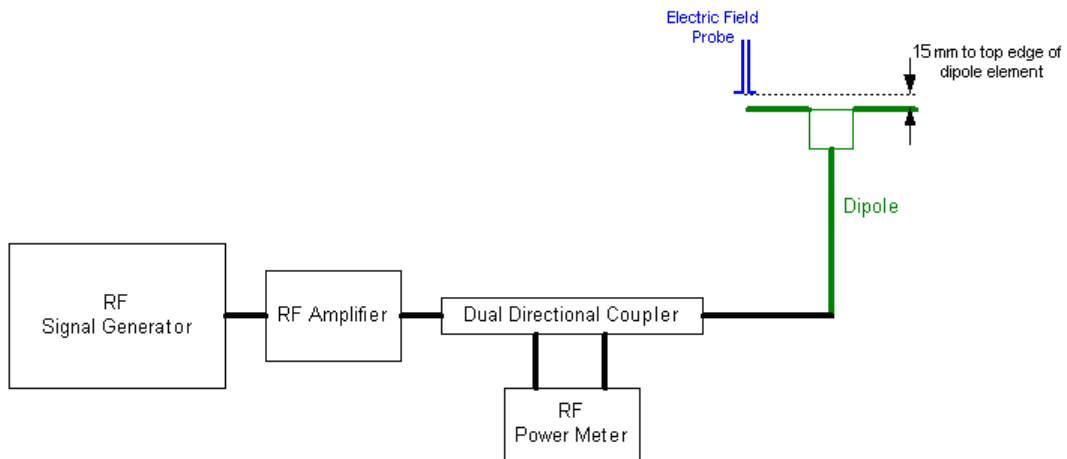 Electric Field
Probe
15 mm to top edge of
dipole element
Dipole
RF
Signal Generator
RF Amplifier
Dual Directional Coupler
RF
Power Meter